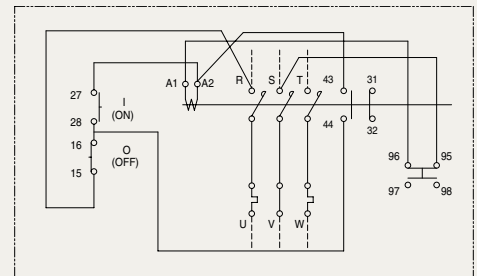 A1 A2 R S T 43 31
27
I
(ON)
28
44 32
16
O
(OFF)
15
96 95
97 98
U V W